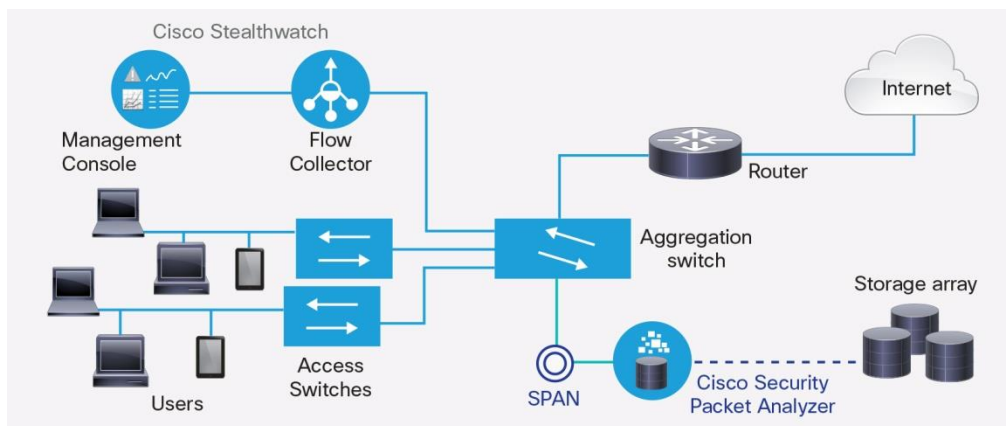 Cisco Stealthwatch
Management
Console
Flow
Collector
Internet
Router
Aggregation
switch
Storage array
Access
Switches
Users
SPAN
Cisco Security
Packet Analyzer